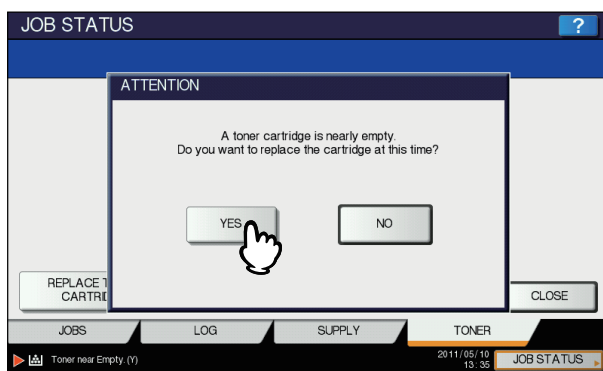 JOB STATUS
?
ATTENTION
A toner cartridge is nearly empty.
Do you want to replace the cartridge at this time?
YES
NO
REPLACE
CLOSE
JOBS
LOG
SUPPLY
TONER
Toner near Empty. (Y)
2011/05/10
13:35
JOB STATUS